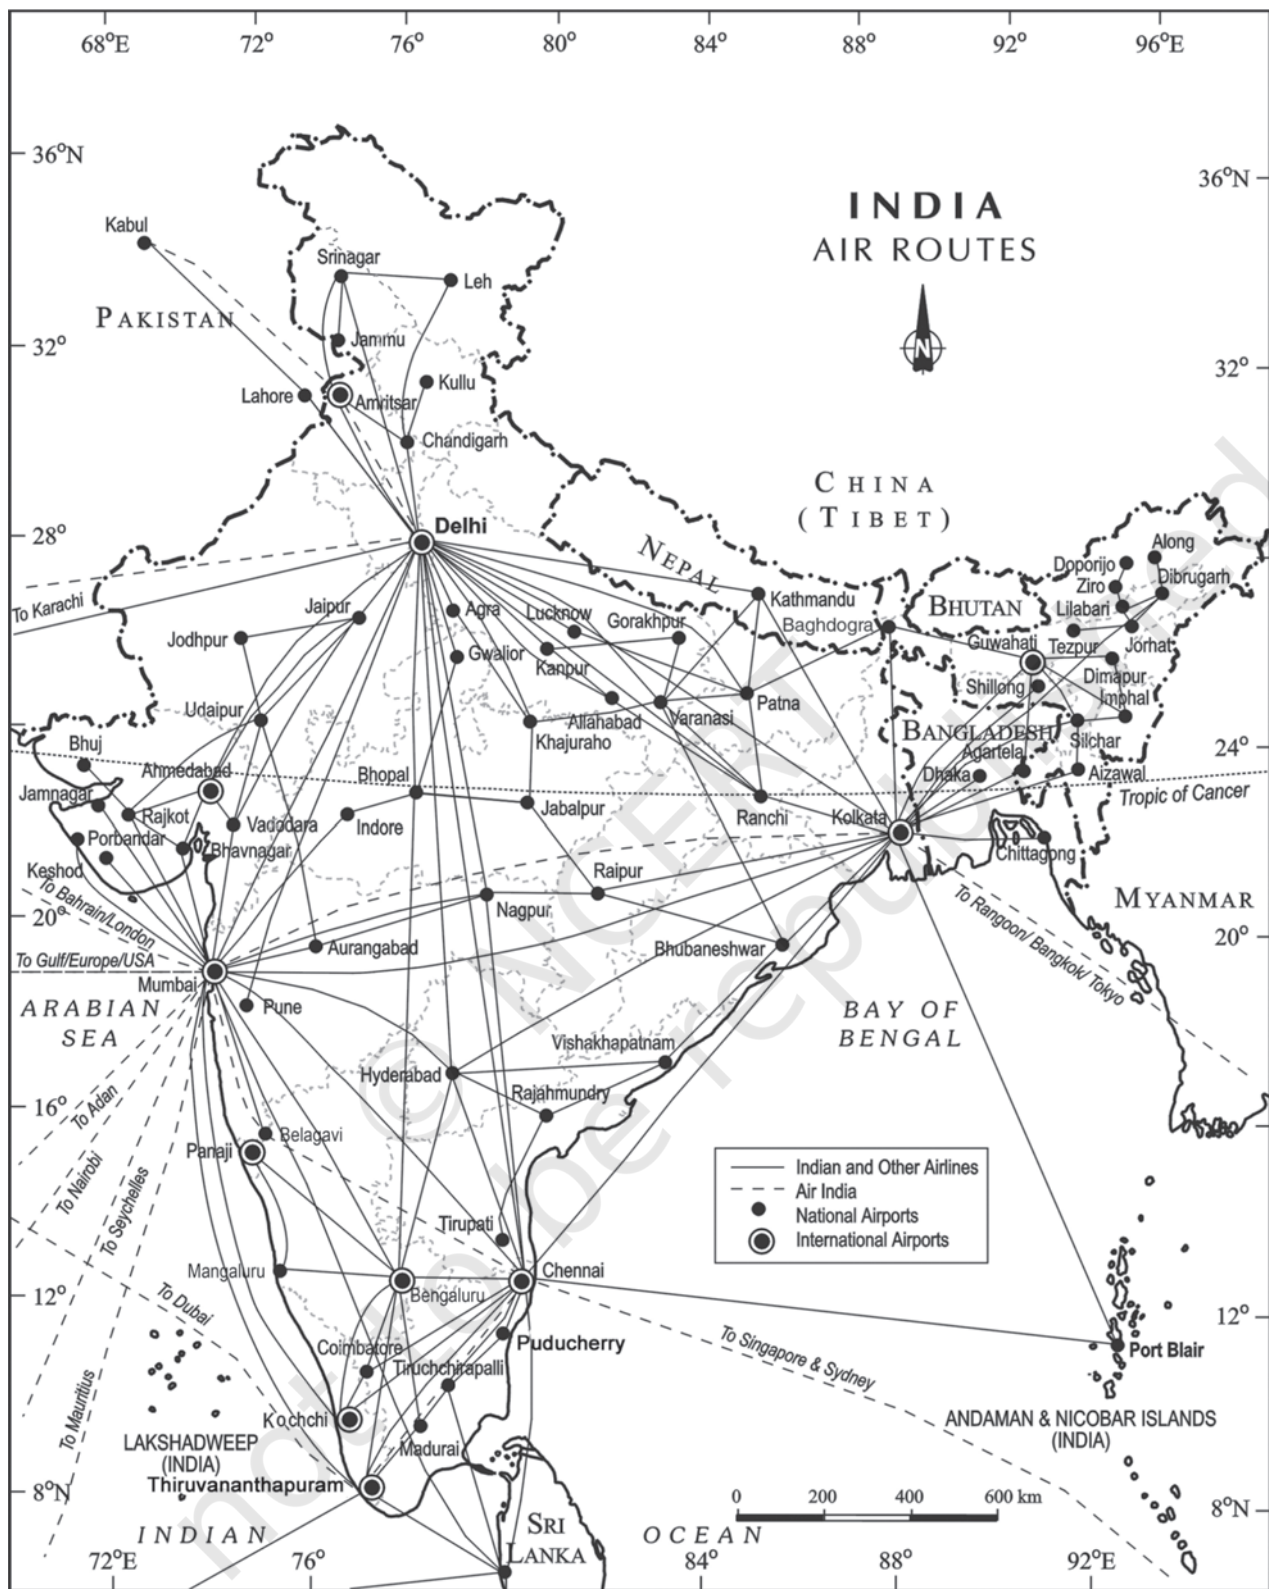 68°E 72° 76° 80° 84° 88° 92° 96°E
36°N
36°N
INDIA
AIR ROUTES
Kabul
Srinagar
Leh
PAKISTAN
N
Jammu
32°
32°
Kullu
Lahore
Amritsar
Chandigarh
CHINA
(TIBET)
28°
Delhi
NEPAL
Along
Doporijo
Ziro
Dibrugarh
To Karachi
Jaipur
Agra
Lucknow
Gorakhpur
Kathmandu
Baghdogra
BHUTAN
Lilabari
Jodhpur
Gwalior
Kanpur
Guwahati
Tezpur
Jorhat
Shillong
Dimapur
Imphal
Udaipur
Allahabad
Varanasi
Patna
Khajuraho
BANGLADESH
Silchar
24°
Bhuj
Ahmedabad
Bhopal
Agartela
Dhaka
Aizawal
Jamnagar
Rajkot
Vadodara
Indore
Jabalpur
Ranchi
Kolkata
Tropic of Cancer
Porbandar
Bhavnagar
Chittagong
Keshod
Raipur
To Bahrain/London
20°
Nagpur
To Rangoon/ Bangkok/ Tokyo
MYANMAR
Aurangabad
Bhubaneshwar
20°
To Gulf/Europe/USA
Mumbai
Pune
ARABIAN
SEA
BAY OF
BENGAL
Vishakhapatnam
Hyderabad
Rajahmundry
16°
16°
To Adan
Belagavi
Panaji
To Nairobi
To Seychelles
Indian and Other Airlines
Air India
National Airports
International Airports
Tirupati
Mangaluru
Chennai
Bengaluru
12°
12°
To Dubai
Coimbatore
Puducherry
Tiruchchirapalli
To Singapore & Sydney
Port Blair
To Mauritius
Kochchi
Madurai
LAKSHADWEEP
(INDIA)
ANDAMAN & NICOBAR ISLANDS
(INDIA)
Thiruvananthapuram
8°N
8°N
0 200 400 600 km
INDIAN OCEAN
SRI
LANKA
72°E 76° 84° 88° 92°E
© NCERT
not to be republished